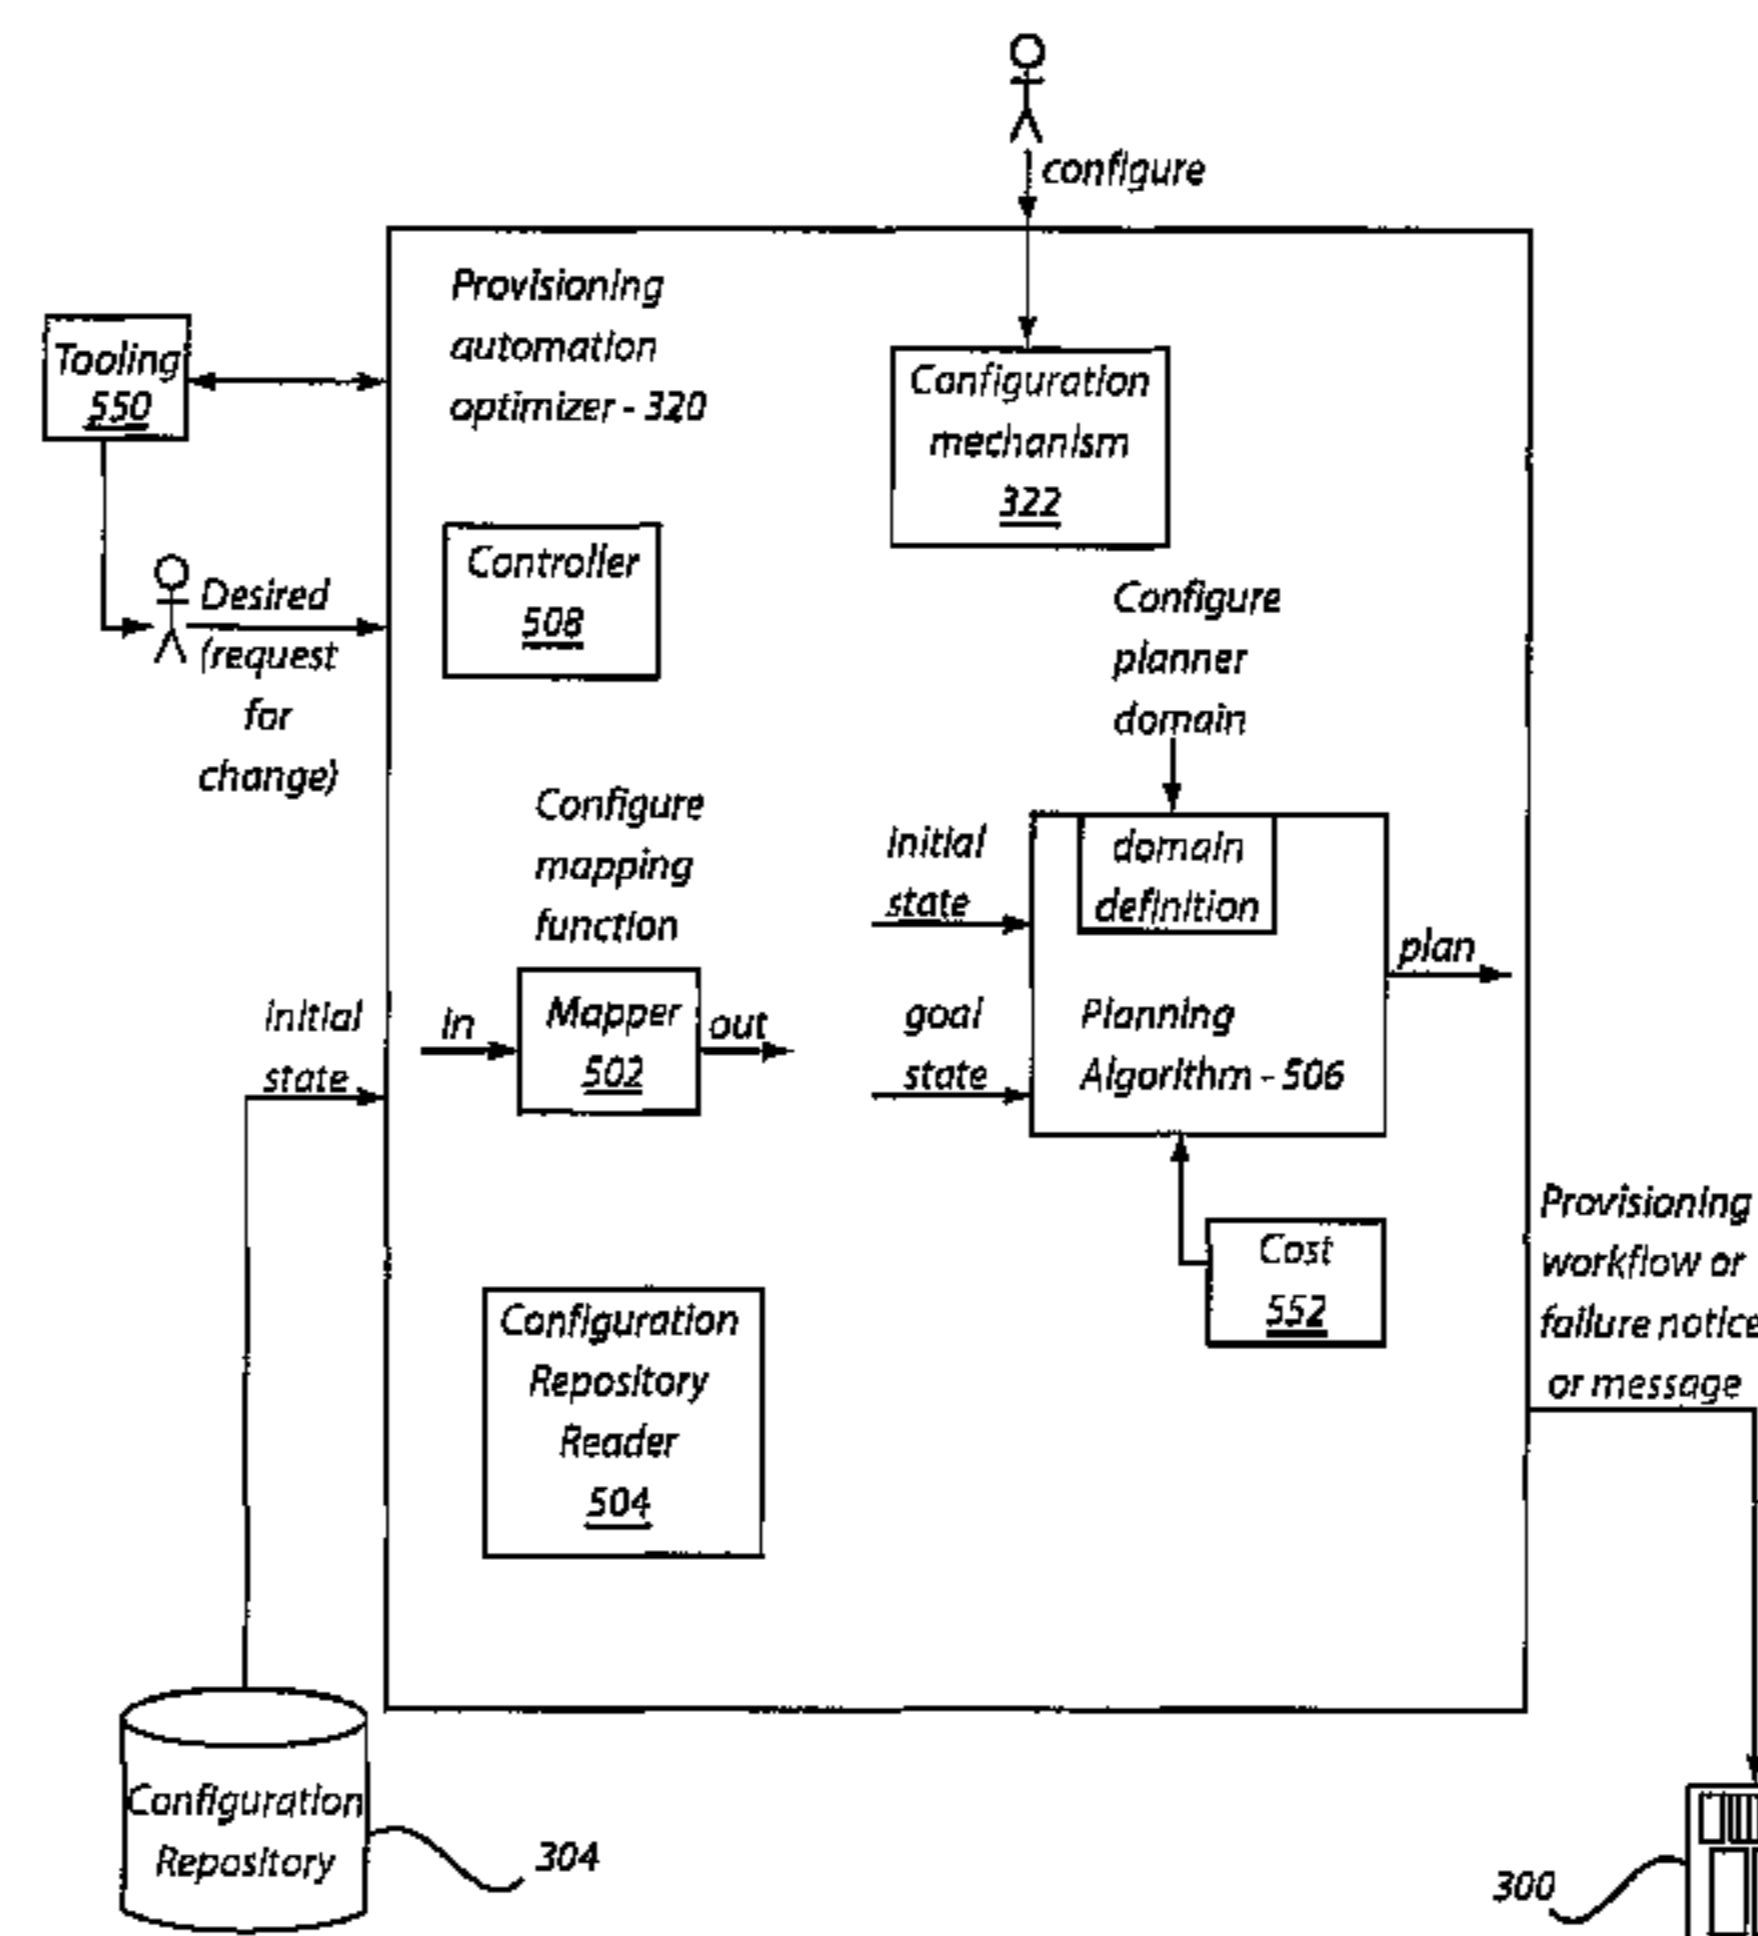 configure
Provisioning
automation
optimizer - 320
Tooling
550
Configuration
mechanism
322
Controller
508
Desired
(request
for
change)
Configure
planner
domain
Configure
mapping
function
initial
state
domain
definition
plan
initial
state
in
Mapper
502
out
goal
state
Planning
Algorithm - 506
Cost
552
Provisioning
workflow or
failure notice
or message
Configuration
Repository
Reader
504
Configuration
Repository
304
300